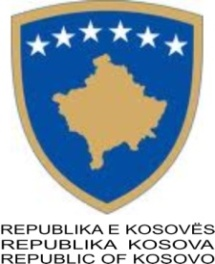 REPUBLIKA E KOSOVËS
REPUBLIKA KOSOVA
REPUBLIC OF KOSOVO